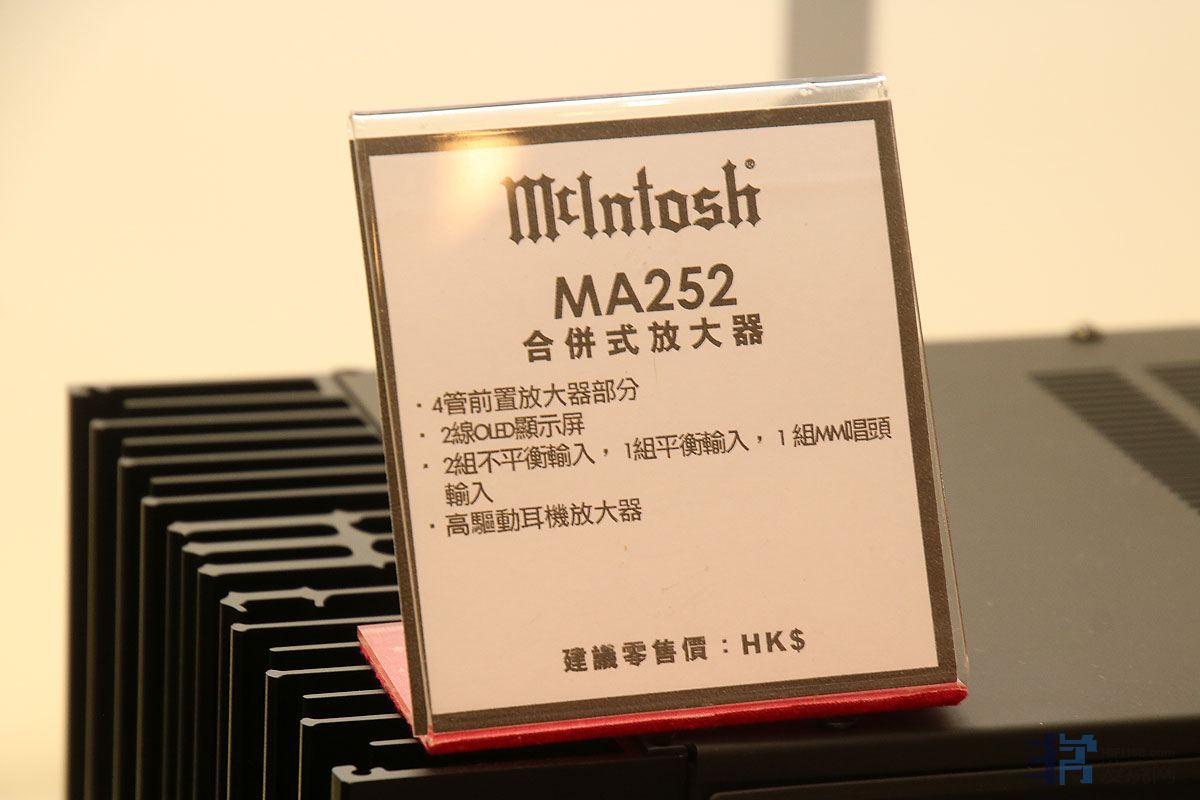 McIntosh®
MA252
合併式放大器
· 4管前置放大器部分
· 2線OLED顯示屏
· 2組不平衡輸入，1組平衡輸入，1 組MM唱頭
輸入
· 高驅動耳機放大器
建議零售價：HK$